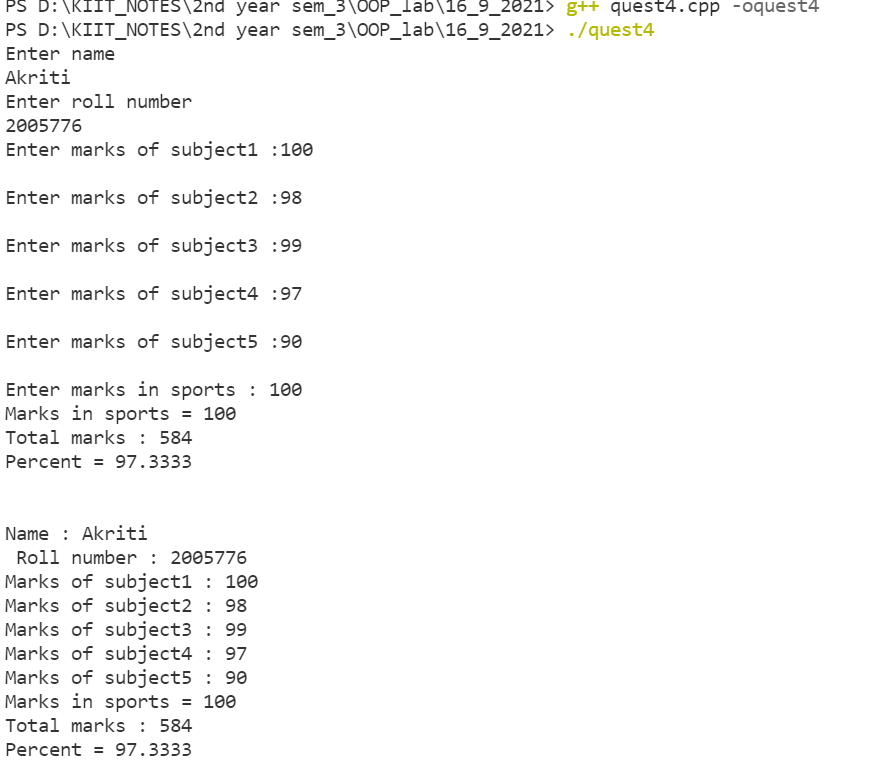 PS D:\KIIT_NOTES\2nd year sem_3\OOP_lab\16_9_2021> g++ quest4.cpp -oquest4
PS D:\KIIT_NOTES\2nd year sem_3\OOP_lab\16_9_2021> ./quest4
Enter name
Akriti
Enter roll number
2005776
Enter marks of subject1 :100
Enter marks of subject2 :98
Enter marks of subject3 :99
Enter marks of subject4 :97
Enter marks of subject5 :90
Enter marks in sports : 100
Marks in sports = 100
Total marks : 584
Percent = 97.3333
Name : Akriti
 Roll number : 2005776
Marks of subject1 : 100
Marks of subject2 : 98
Marks of subject3 : 99
Marks of subject4 : 97
Marks of subject5 : 90
Marks in sports = 100
Total marks : 584
Percent = 97.3333